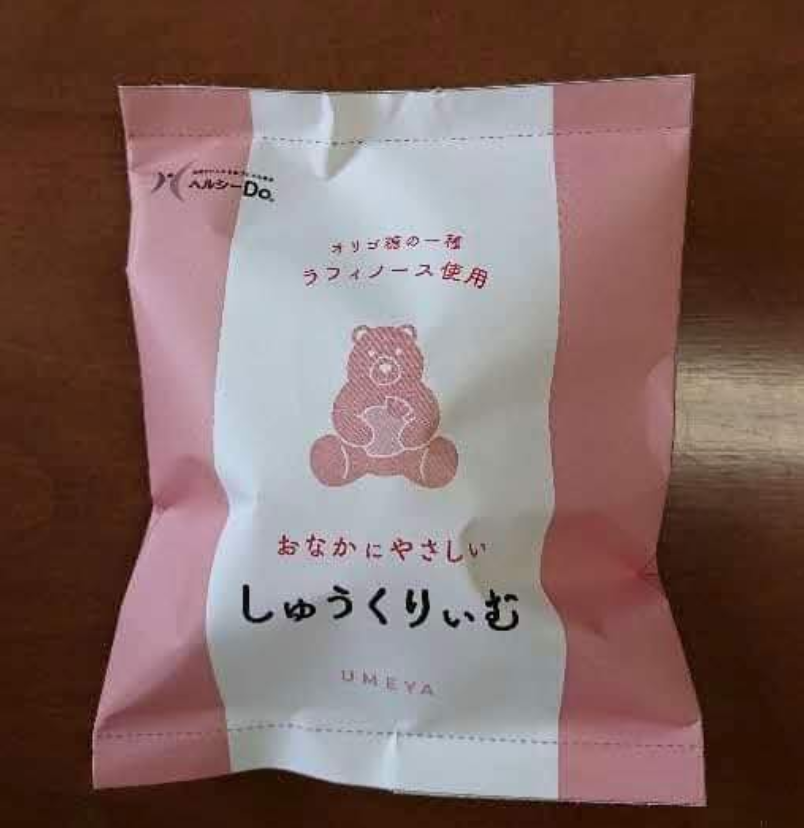 ヘルシーDo
オリゴ糖の一種
ラフィノース使用
おなかにやさしい
しゅうくりぃむ
UMEYA